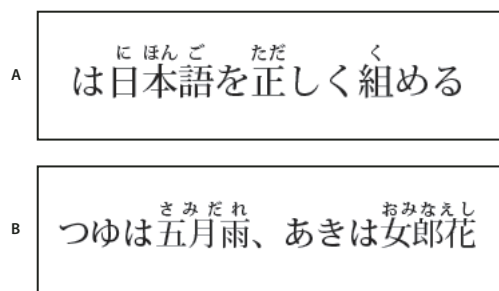 A
に ほん ご ただ く
は日本語を正しく組める
B
さみだれ おみなえし
つゆは五月雨、あきは女郎花